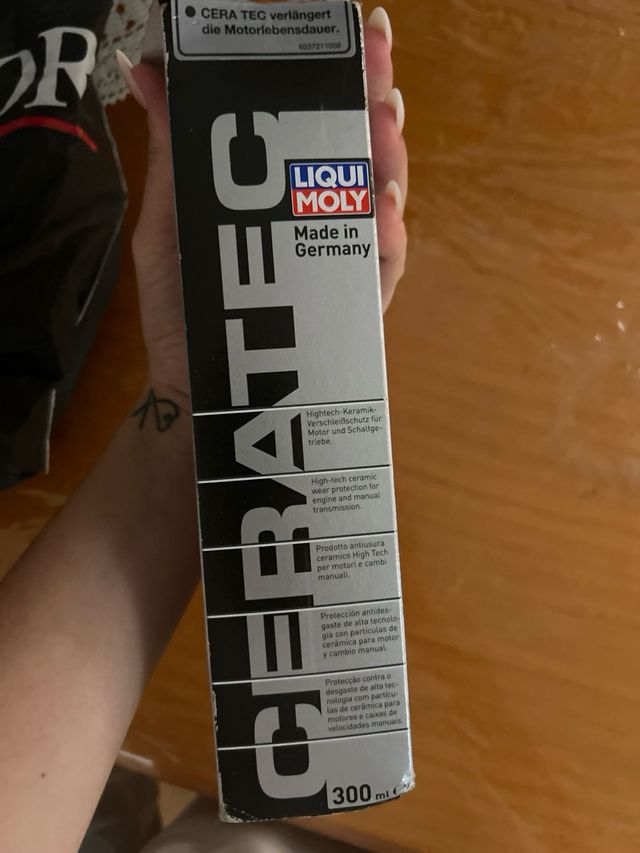 OR
• CERA TEC verlängert
die Motorlebensdauer.
6037211008
CERATEC
LIQUI
MOLY
Made in
Germany
Hightech-Keramik-
Verschleißschutz für
Motor und Schaltge-
triebe.
High-tech ceramic
wear protection for
engine and manual
transmission.
Prodotto antiusura
ceramico High Tech
per motori e cambi
manuali.
Protección antides-
gaste de alta tecnolo-
gía con partículas de
cerámica para motor
y cambio manual.
Protecção contra o
desgaste de alta tec-
nologia com partícu-
las de cerâmica para
motores e caixas de
velocidades manuais.
300 ml